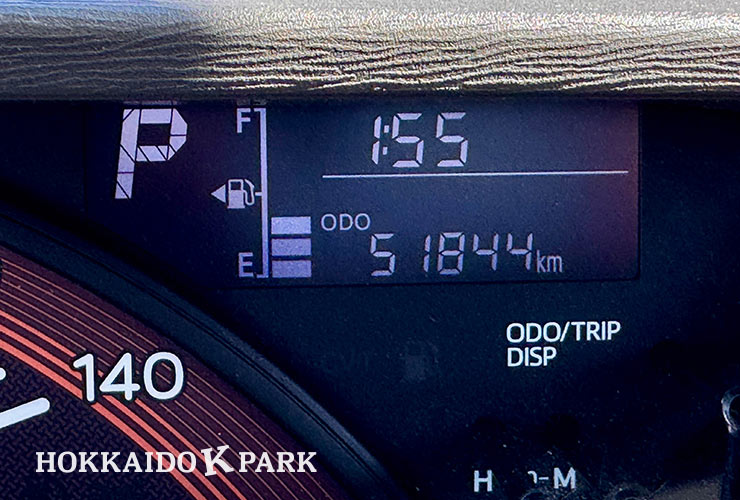 P
F
1:55
ODO
E
51844km
ODO/TRIP
DISP
140
HOKKAIDO K PARK